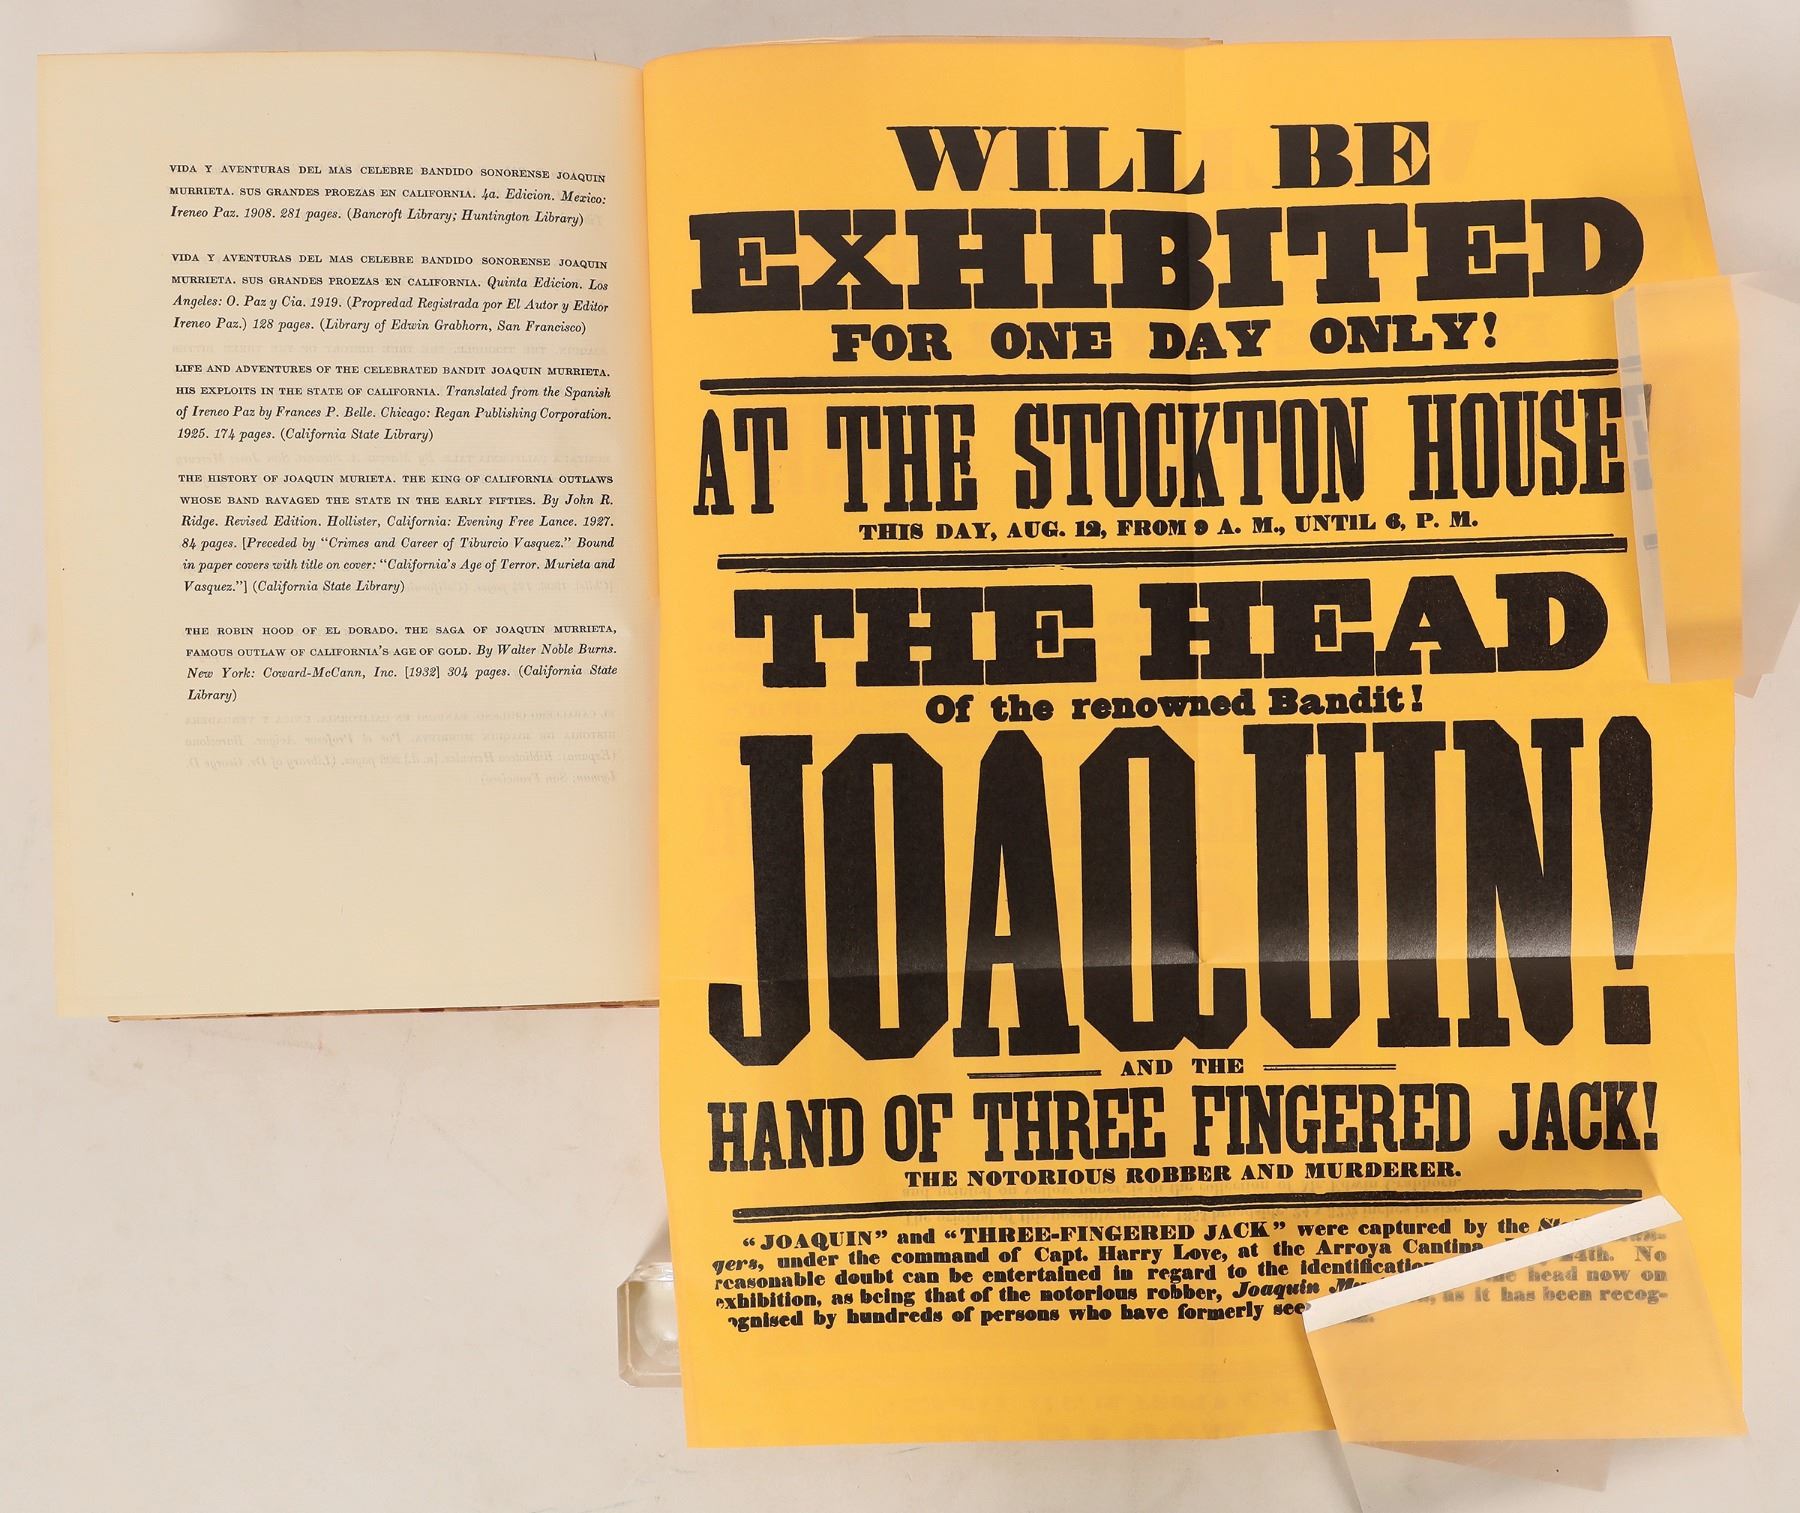 VIDA Y AVENTURAS DEL MAS CELEBRE BANDIDO SONORENSE JOAQUIN
MURRIETA. SUS GRANDES PROEZAS EN CALIFORNIA. 4a. Edicion. Mexico:
Ireneo Paz. 1908. 281 pages. (Bancroft Library; Huntington Library)
VIDA Y AVENTURAS DEL MAS CELEBRE BANDIDO SONORENSE JOAQUIN
MURRIETA. SUS GRANDES PROEZAS EN CALIFORNIA. Quinta Edicion. Los
Angeles: O. Paz y Cia. 1919. (Propredad Registrada por El Autor y Editor
Ireneo Paz.) 128 pages. (Library of Edwin Grabhorn, San Francisco)
LIFE AND ADVENTURES OF THE CELEBRATED BANDIT JOAQUIN MURRIETA.
HIS EXPLOITS IN THE STATE OF CALIFORNIA. Translated from the Spanish
of Ireneo Paz by Frances P. Belle. Chicago: Regan Publishing Corporation.
1925. 174 pages. (California State Library)
THE HISTORY OF JOAQUIN MURIETA. THE KING OF CALIFORNIA OUTLAWS
WHOSE BAND RAVAGED THE STATE IN THE EARLY FIFTIES. By John R.
Ridge. Revised Edition. Hollister, California: Evening Free Lance. 1927.
84 pages. [Preceded by "Crimes and Career of Tiburcio Vasquez." Bound
in paper covers with title on cover: "California's Age of Terror. Murieta and
Vasquez."] (California State Library)
THE ROBIN HOOD OF EL DORADO. THE SAGA OF JOAQUIN MURRIETA,
FAMOUS OUTLAW OF CALIFORNIA'S AGE OF GOLD. By Walter Noble Burns.
New York: Coward-McCann, Inc. [1932] 304 pages. (California State
Library)
WILL BE
EXHIBITED
FOR ONE DAY ONLY!
AT THE STOCKTON HOUSE!
THIS DAY, AUG. 12, FROM 9 A. M., UNTIL 6, P. M.
THE HEAD
Of the renowned Bandit!
JOAQUIN!
AND THE
HAND OF THREE FINGERED JACK!
THE NOTORIOUS ROBBER AND MURDERER.
"JOAQUIN" and "THREE-FINGERED JACK" were captured by the
gers, under the command of Capt. Harry Love, at the Arroya Cantina, 24th. No
reasonable doubt can be entertained in regard to the identification head now on
exhibition, as being that of the notorious robber, Joaquin as it has been recog-
ognised by hundreds of persons who have formerly